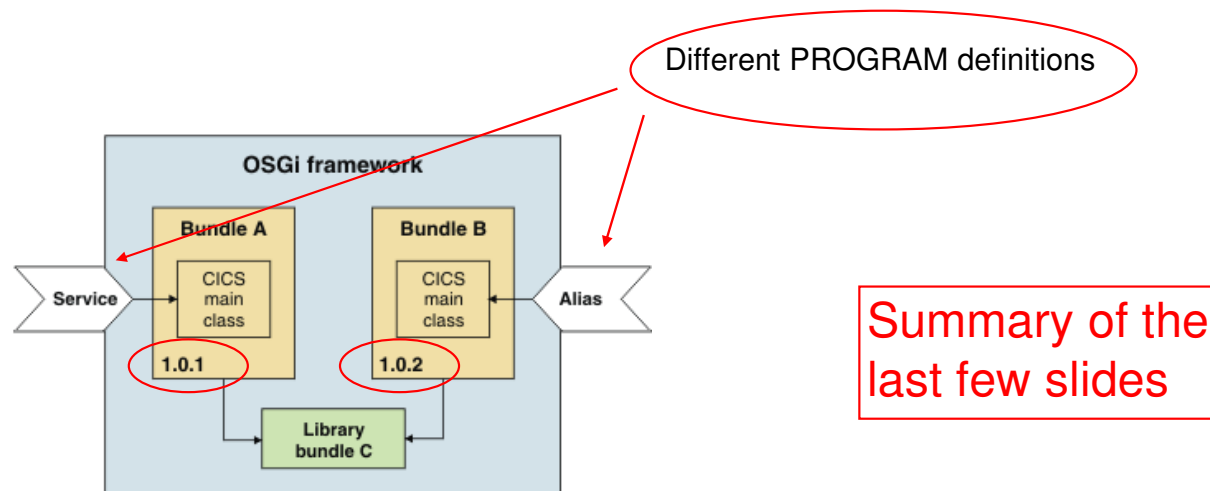 Different PROGRAM definitions
OSGi framework
Bundle A
Bundle B
CICS
main
class
CICS
main
class
Service
Alias
1.0.1
1.0.2
Library
bundle C
Summary of the
last few slides